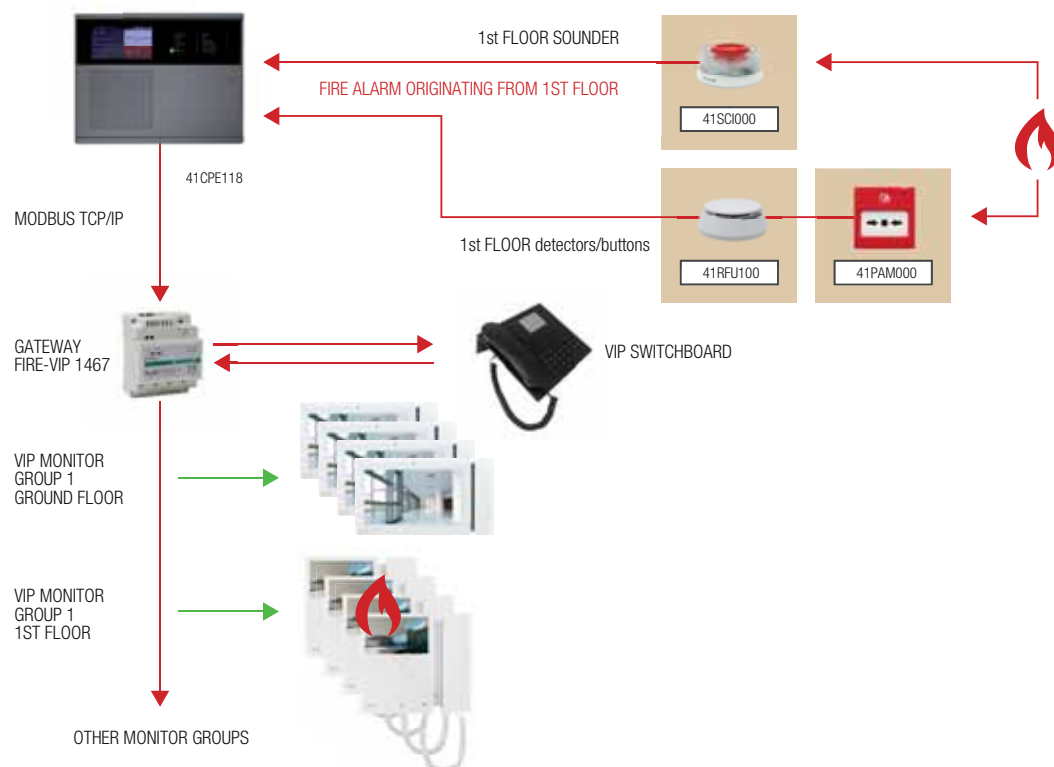 1st FLOOR SOUNDER
FIRE ALARM ORIGINATING FROM 1ST FLOOR
41SCI000
41CPE118
MODBUS TCP/IP
1st FLOOR detectors/buttons
41RFU100
41PAM000
GATEWAY
FIRE-VIP 1467
VIP SWITCHBOARD
VIP MONITOR
GROUP 1
GROUND FLOOR
VIP MONITOR
GROUP 1
1ST FLOOR
OTHER MONITOR GROUPS